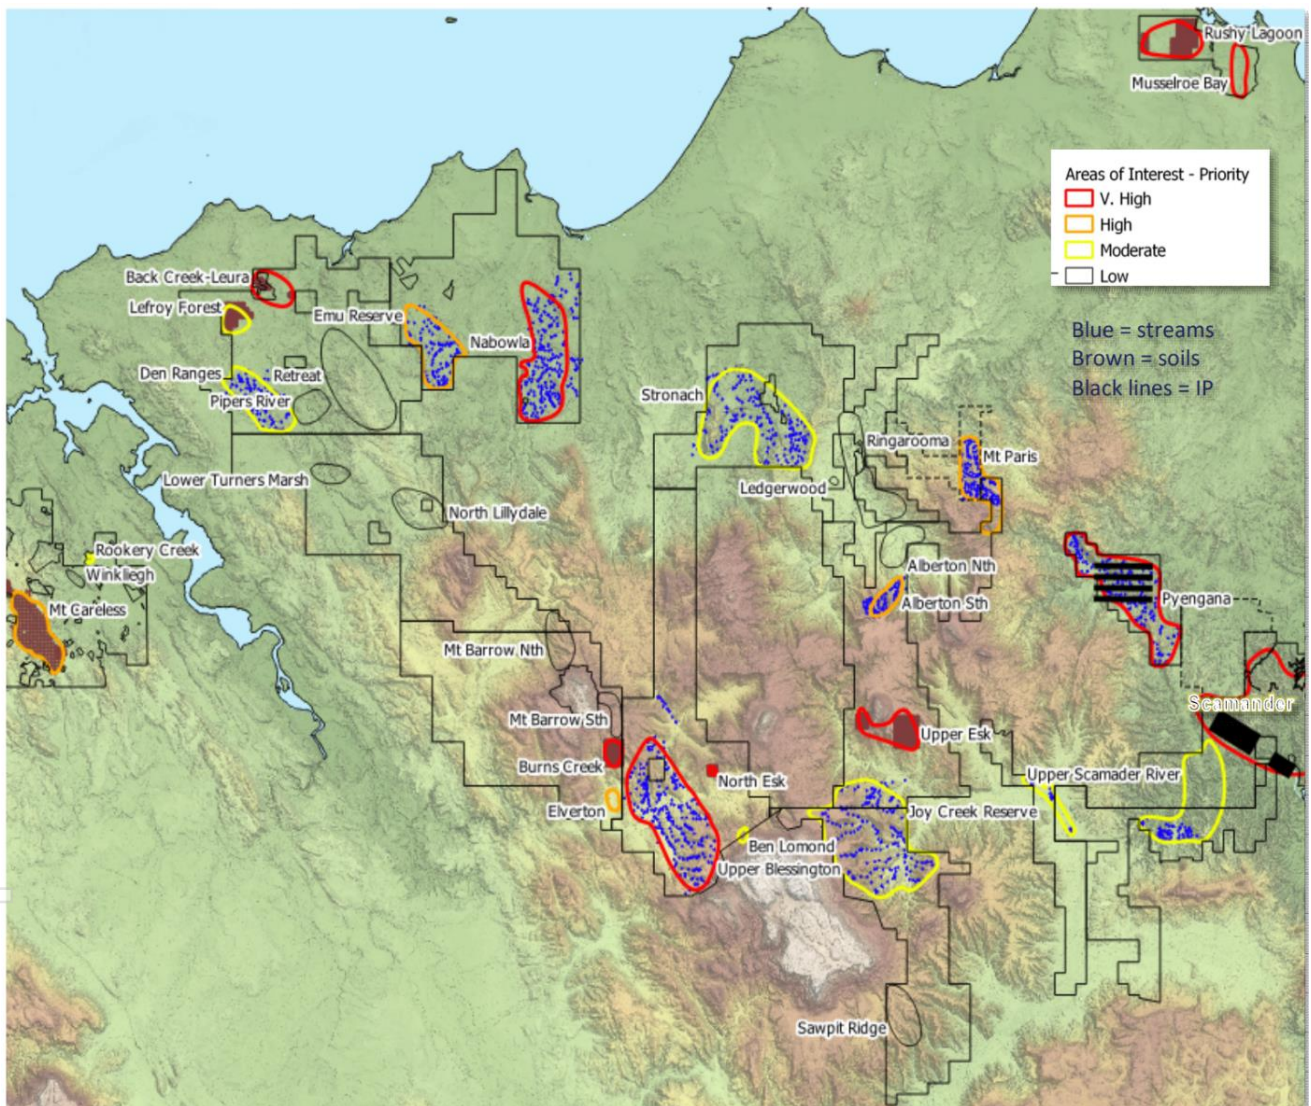 Rushy Lagoon
Musselroe Bay
Areas of Interest - Priority
V. High
High
Moderate
Low
Back Creek-Leura
Lefroy Forest
Emu Reserve
Nabowla
Blue = streams
Brown = soils
Black lines = IP
Den Ranges
Retreat
Pipers River
Stronach
Ringarooma
Mt Paris
Lower Turners Marsh
Ledgerwood
North Lillydale
Rookery Creek
Winkliegh
Alberton Nth
Mt Careless
Alberton Sth
Pyengana
Mt Barrow Nth
Scamander
Mt Barrow Sth
Upper Esk
Burns Creek
North Esk
Upper Scamader River
Elverton
Joy Creek Reserve
Ben Lomond
Upper Blessington
Sawpit Ridge